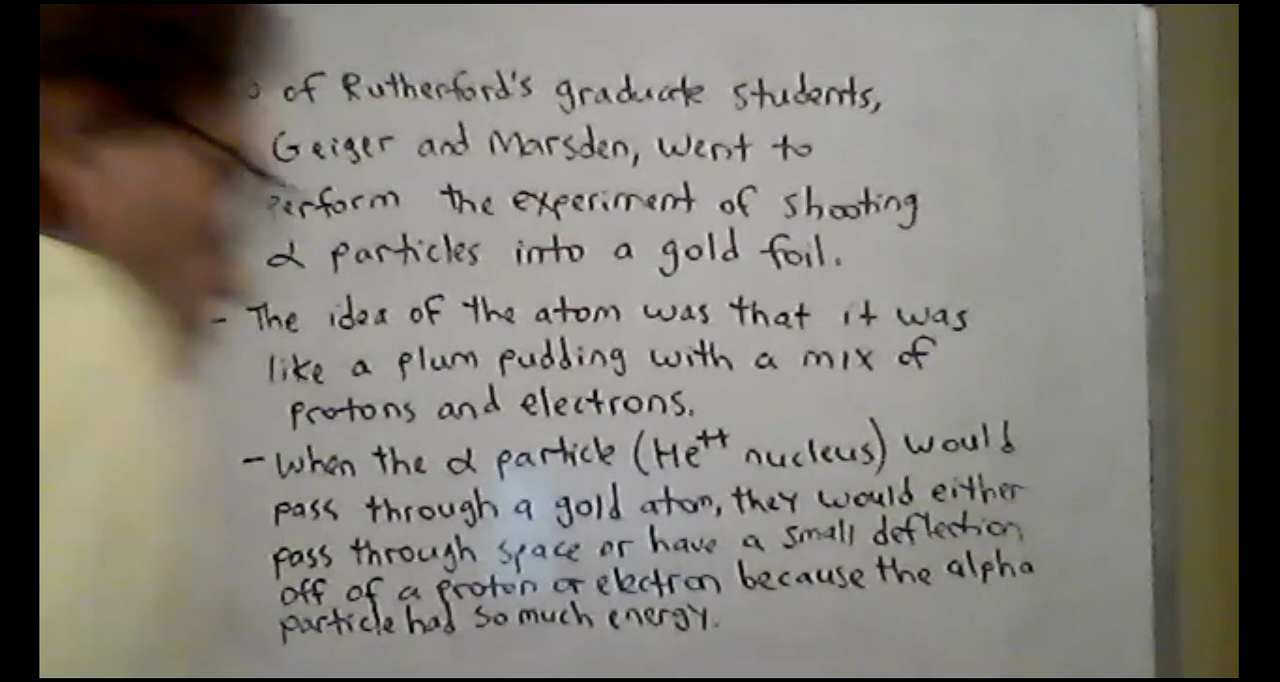 of Rutherford's graduate students,
Geiger and Marsden, went to
perform the experiment of shooting
α particles into a gold foil.
- The idea of the atom was that it was
like a plum pudding with a mix of
protons and electrons.
- When the α particle (He⁺⁺ nucleus) would
pass through a gold atom, they would either
pass through space or have a small deflection
off of a proton or electron because the alpha
particle had so much energy.